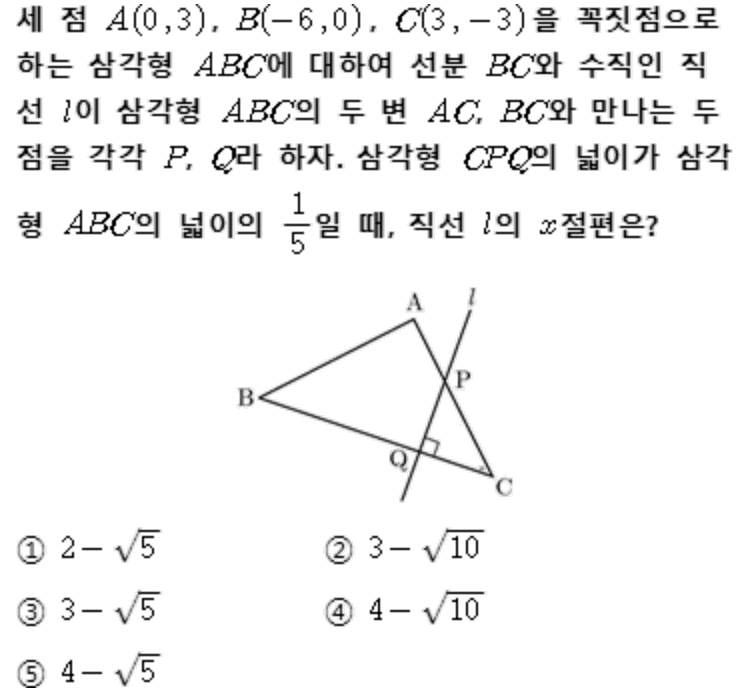 세 점 A(0,3), B(-6,0), C(3,-3)을 꼭짓점으로
하는 삼각형 ABC에 대하여 선분 BC와 수직인 직
선 l이 삼각형 ABC의 두 변 AC, BC와 만나는 두
점을 각각 P, Q라 하자. 삼각형 CPQ의 넓이가 삼각
형 ABC의 넓이의 1/5일 때, 직선 l의 x절편은?
A l
P
B
Q
C
① 2-√5 ② 3-√10
③ 3-√5 ④ 4-√10
⑤ 4-√5